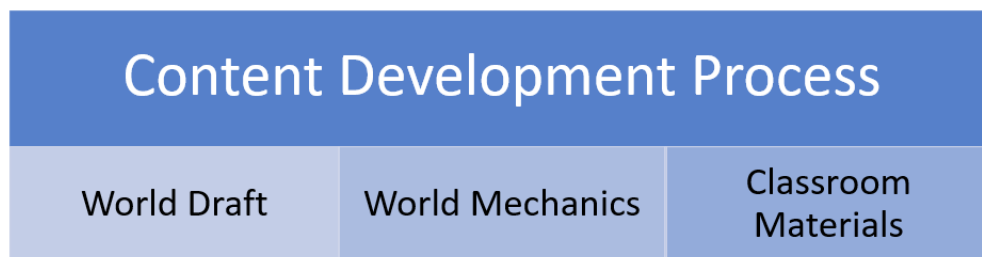 Content Development Process
World Draft
World Mechanics
Classroom
Materials